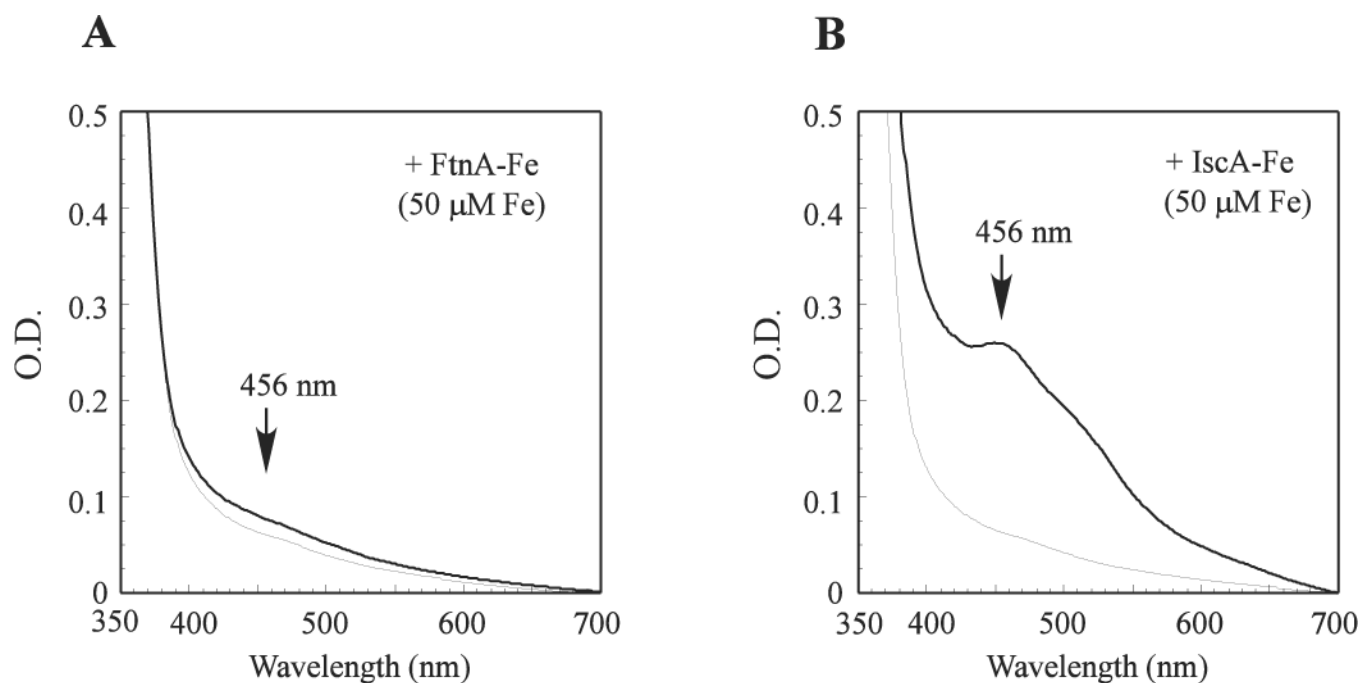 A
B
0.5
0.4
0.3
0.2
0.1
0
O.D.
+ FtnA-Fe
(50 μM Fe)
456 nm
350 400 500 600 700
Wavelength (nm)
0.5
0.4
0.3
0.2
0.1
0
O.D.
+ IscA-Fe
(50 μM Fe)
456 nm
350 400 500 600 700
Wavelength (nm)